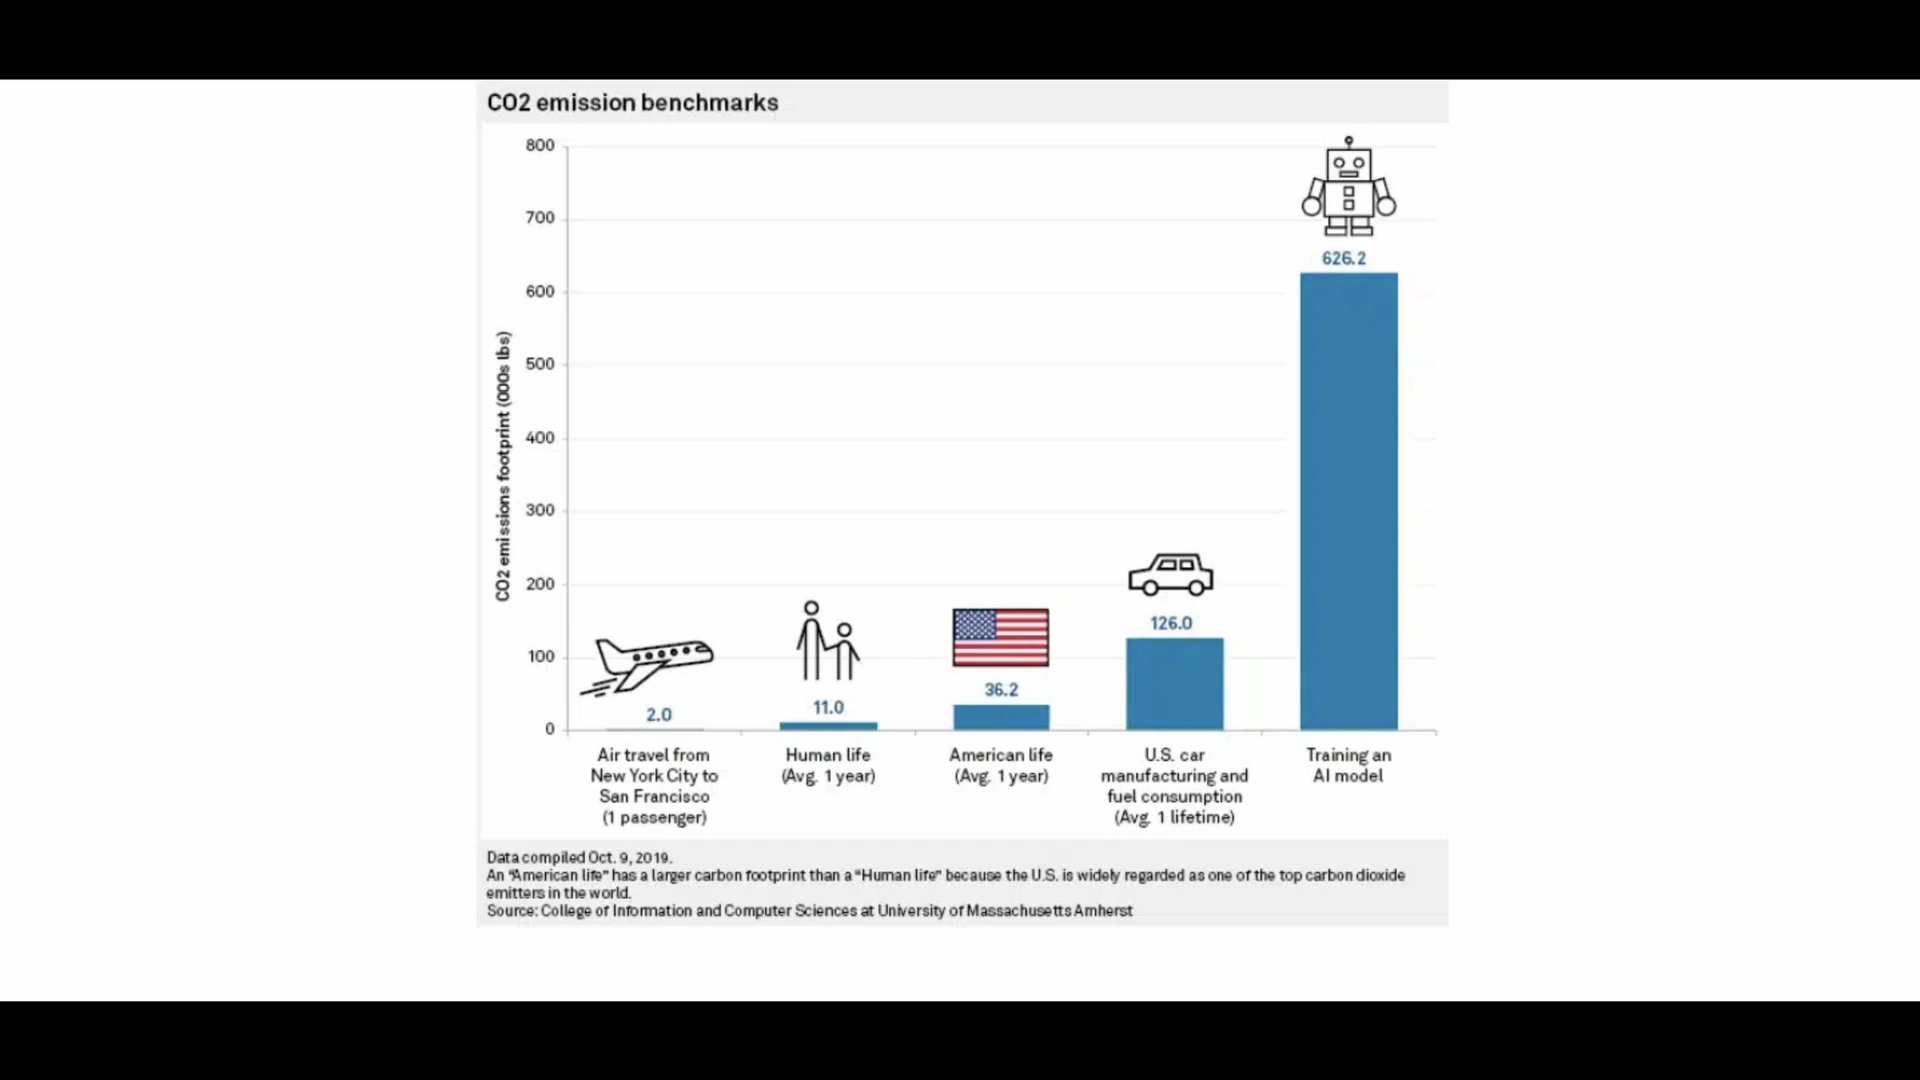 CO2 emission benchmarks
800
700
600
500
400
300
200
100
0
CO2 emissions footprint (000s lbs)
2.0
11.0
36.2
126.0
626.2
Air travel from
New York City to
San Francisco
(1 passenger)
Human life
(Avg. 1 year)
American life
(Avg. 1 year)
U.S. car
manufacturing and
fuel consumption
(Avg. 1 lifetime)
Training an
AI model
Data compiled Oct. 9, 2019.
An "American life" has a larger carbon footprint than a "Human life" because the U.S. is widely regarded as one of the top carbon dioxide
emitters in the world.
Source: College of Information and Computer Sciences at University of Massachusetts Amherst